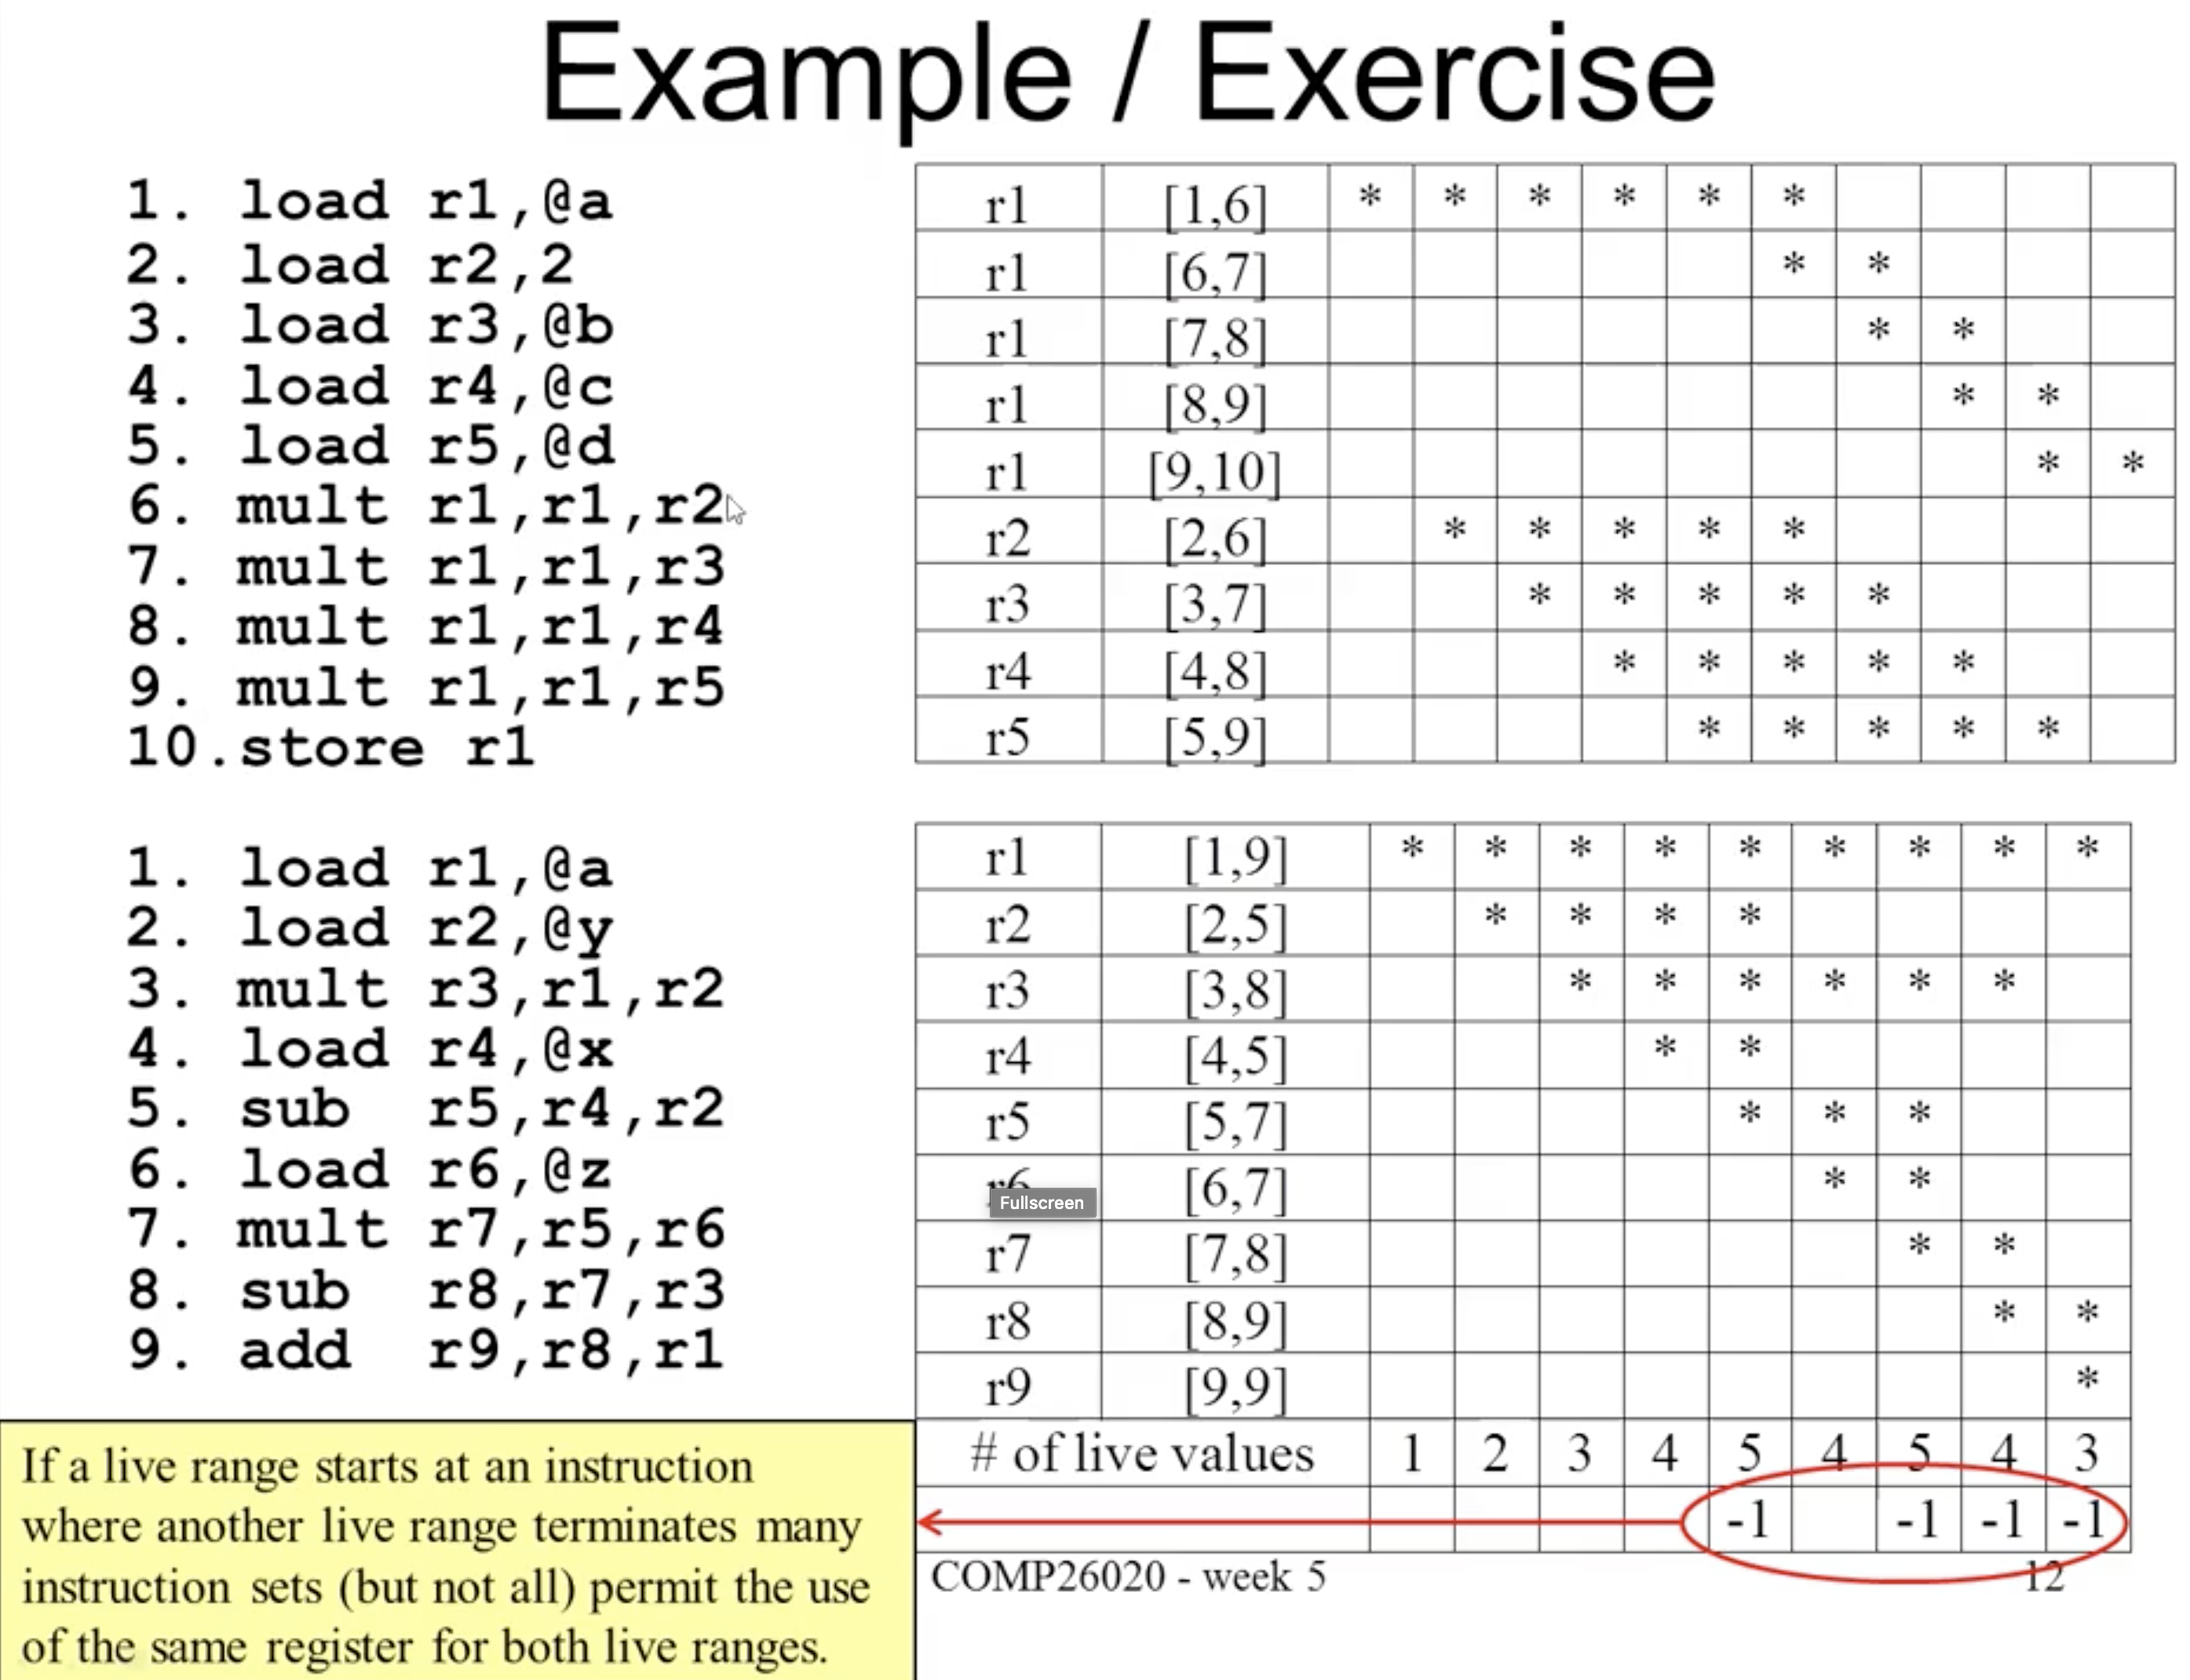 Example / Exercise
1. load r1,@a
2. load r2,2
3. load r3,@b
4. load r4,@c
5. load r5,@d
6. mult r1,r1,r2
7. mult r1,r1,r3
8. mult r1,r1,r4
9. mult r1,r1,r5
10.store r1
r1 [1,6] * * * * * *
r1 [6,7] * *
r1 [7,8] * *
r1 [8,9] * *
r1 [9,10] * *
r2 [2,6] * * * * *
r3 [3,7] * * * * *
r4 [4,8] * * * * *
r5 [5,9] * * * * *
1. load r1,@a
2. load r2,@y
3. mult r3,r1,r2
4. load r4,@x
5. sub r5,r4,r2
6. load r6,@z
7. mult r7,r5,r6
8. sub r8,r7,r3
9. add r9,r8,r1
r1 [1,9] * * * * * * * * *
r2 [2,5] * * * *
r3 [3,8] * * * * * *
r4 [4,5] * *
r5 [5,7] * * *
r6 [6,7] * *
Fullscreen
r7 [7,8] * *
r8 [8,9] * *
r9 [9,9] *
# of live values 1 2 3 4 5 4 5 4 3
-1 -1 -1 -1
If a live range starts at an instruction
where another live range terminates many
instruction sets (but not all) permit the use
of the same register for both live ranges.
COMP26020 - week 5 12